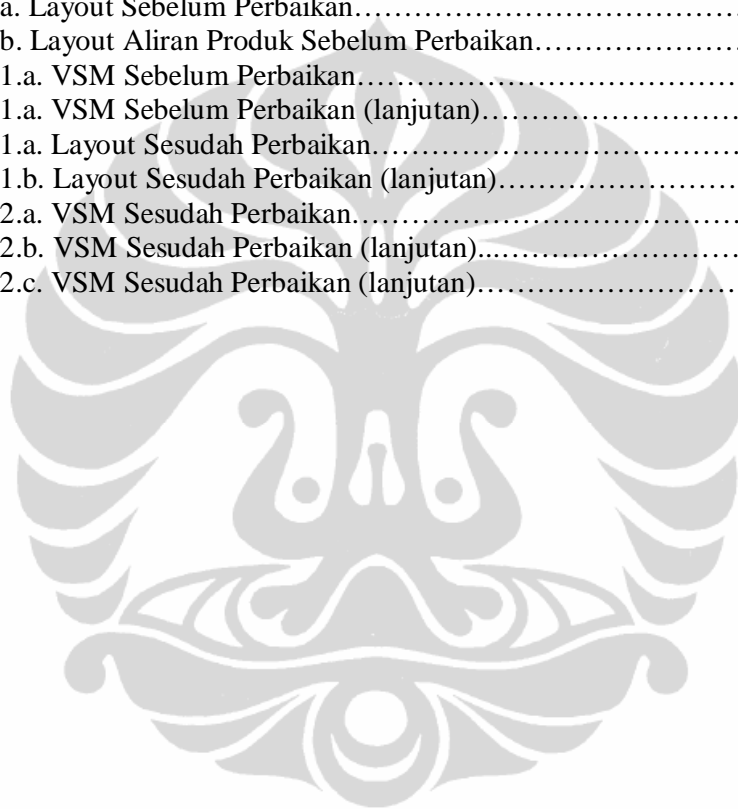 a. Layout Sebelum Perbaikan……………………………………
b. Layout Aliran Produk Sebelum Perbaikan…………………
1.a. VSM Sebelum Perbaikan……………………………………
1.a. VSM Sebelum Perbaikan (lanjutan)………………………
1.a. Layout Sesudah Perbaikan…………………………………
1.b. Layout Sesudah Perbaikan (lanjutan)……………………
2.a. VSM Sesudah Perbaikan……………………………………
2.b. VSM Sesudah Perbaikan (lanjutan)...……………………
2.c. VSM Sesudah Perbaikan (lanjutan)………………………